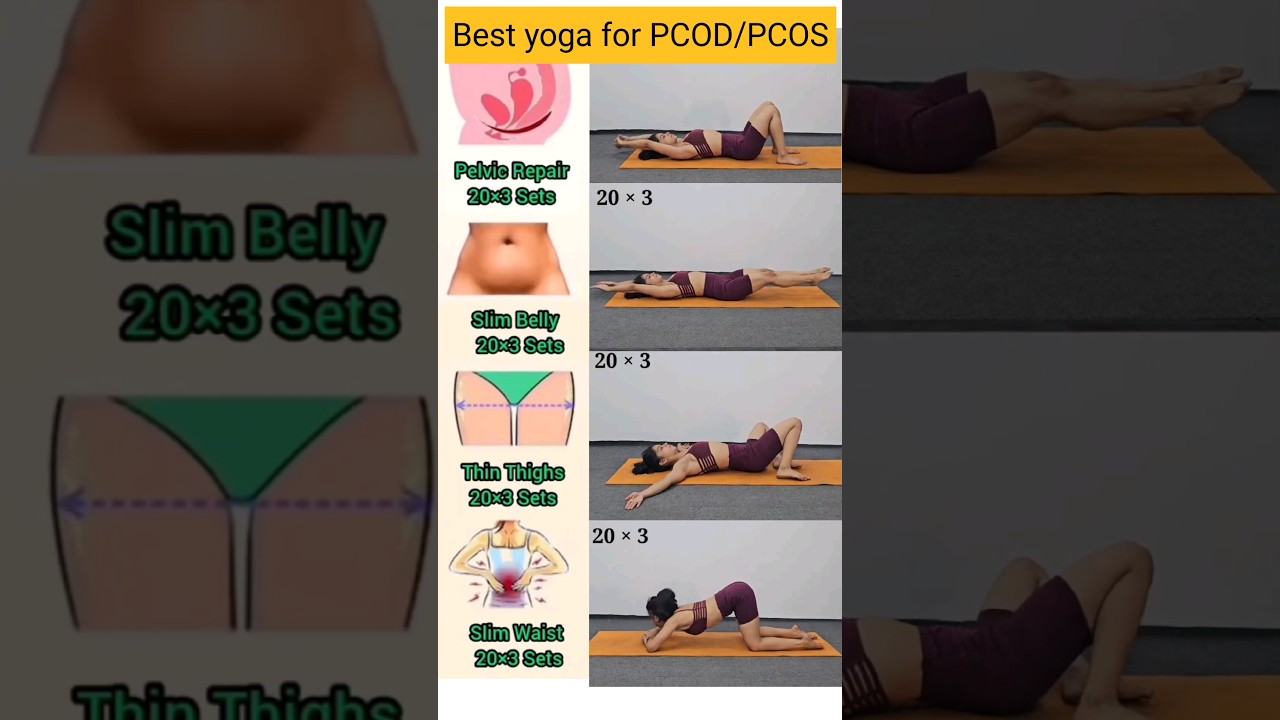 Best yoga for PCOD/PCOS
Pelvic Repair
20×3 Sets
20 × 3
Slim Belly
20×3 Sets
20 × 3
Thin Thighs
20×3 Sets
20 × 3
Slim Waist
20×3 Sets
Slim Belly
20×3 Sets
Thin Thighs